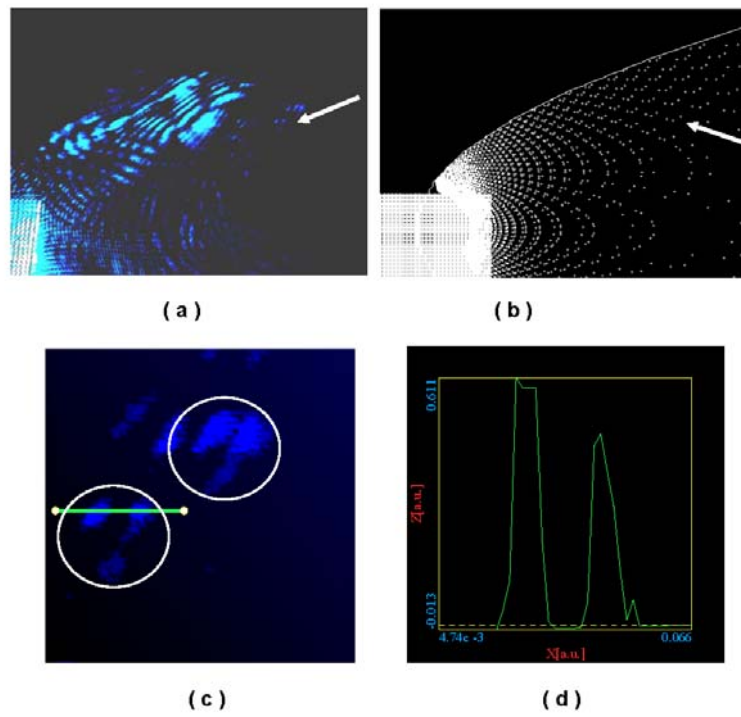 ( a )
( b )
0.611
Z[a.u.]
-0.013
4.74e -3
0.066
X[a.u.]
( c )
( d )